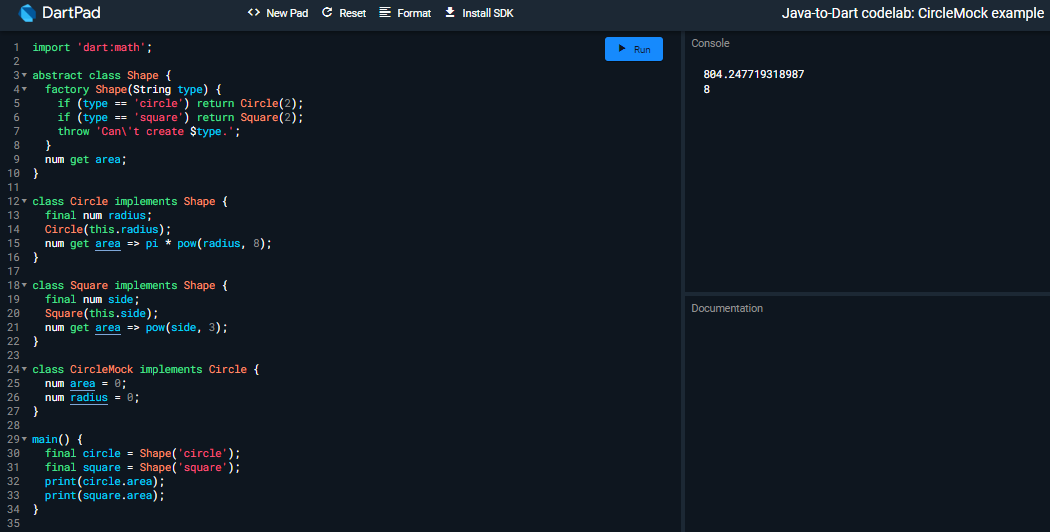 DartPad
<> New Pad Reset Format Install SDK
Java-to-Dart codelab: CircleMock example
Run
1 import 'dart:math';
2
3 abstract class Shape {
4   factory Shape(String type) {
5     if (type == 'circle') return Circle(2);
6     if (type == 'square') return Square(2);
7     throw 'Can\'t create $type.';
8   }
9   num get area;
10 }
11
12 class Circle implements Shape {
13   final num radius;
14   Circle(this.radius);
15   num get area => pi * pow(radius, 8);
16 }
17
18 class Square implements Shape {
19   final num side;
20   Square(this.side);
21   num get area => pow(side, 3);
22 }
23
24 class CircleMock implements Circle {
25   num area = 0;
26   num radius = 0;
27 }
28
29 main() {
30   final circle = Shape('circle');
31   final square = Shape('square');
32   print(circle.area);
33   print(square.area);
34 }
35
Console
804.247719318987
8
Documentation